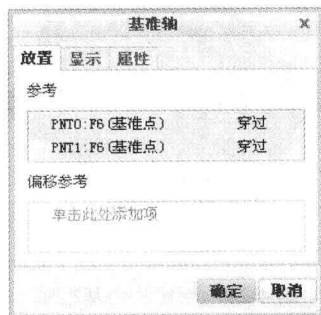 基准轴 ×
放置 显示 属性
参考
PNT0:F6(基准点) 穿过
PNT1:F6(基准点) 穿过
偏移参考
单击此处添加项
确定 取消